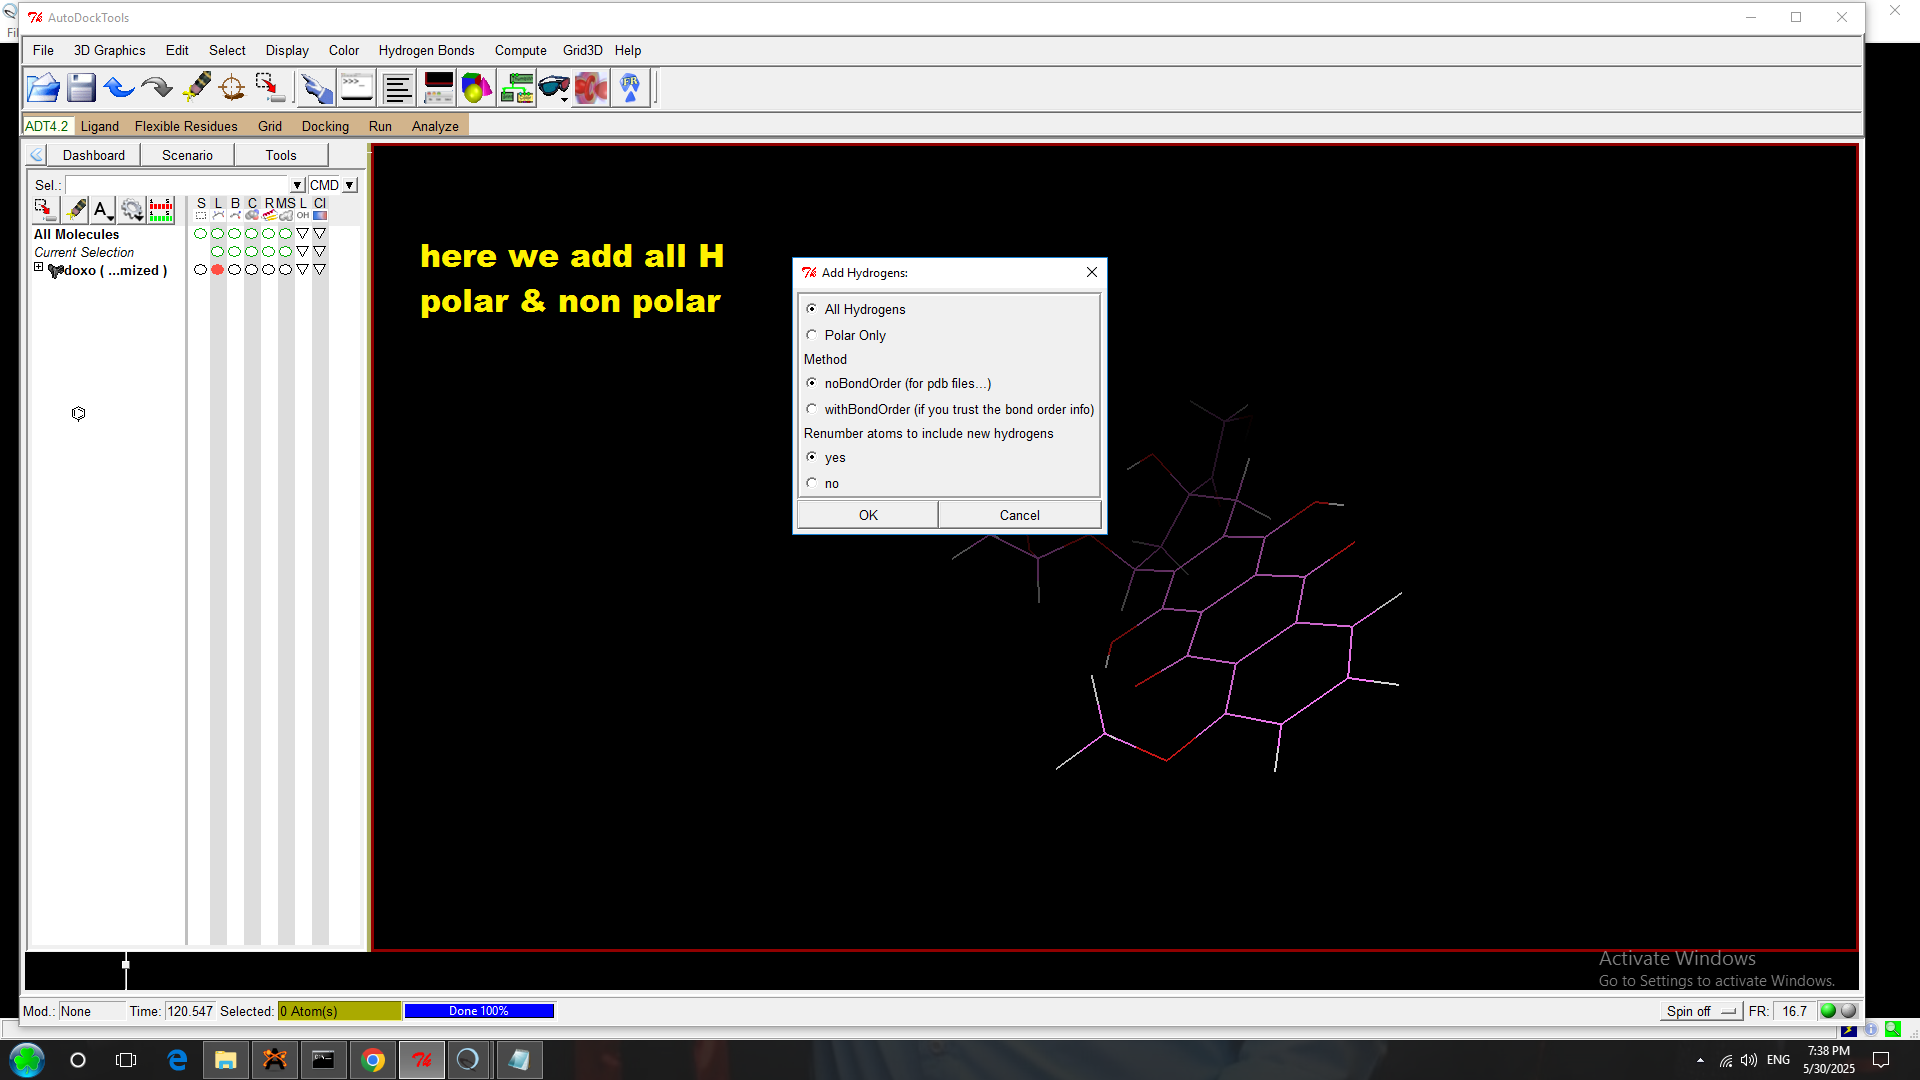 AutoDockTools
File 3D Graphics Edit Select Display Color Hydrogen Bonds Compute Grid3D Help
ADT4.2 Ligand Flexible Residues Grid Docking Run Analyze
Dashboard Scenario Tools
Sel.: CMD
S L B C R MS L Cl
All Molecules
Current Selection
doxo ( ...mized )
here we add all H
polar & non polar
Add Hydrogens:
All Hydrogens
Polar Only
Method
noBondOrder (for pdb files...)
withBondOrder (if you trust the bond order info)
Renumber atoms to include new hydrogens
yes
no
OK Cancel
Activate Windows
Go to Settings to activate Windows.
Mod.: None Time: 120.547 Selected: 0 Atom(s) Done 100% Spin off FR: 16.7
ENG
7:38 PM
5/30/2025